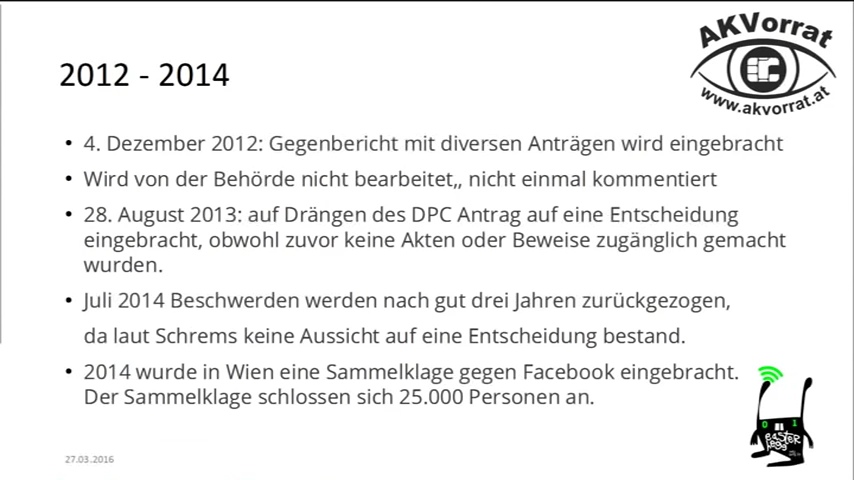 AKVorrat
www.akvorrat.at
2012 - 2014
• 4. Dezember 2012: Gegenbericht mit diversen Anträgen wird eingebracht
• Wird von der Behörde nicht bearbeitet,, nicht einmal kommentiert
• 28. August 2013: auf Drängen des DPC Antrag auf eine Entscheidung
eingebracht, obwohl zuvor keine Akten oder Beweise zugänglich gemacht
wurden.
• Juli 2014 Beschwerden werden nach gut drei Jahren zurückgezogen,
da laut Schrems keine Aussicht auf eine Entscheidung bestand.
• 2014 wurde in Wien eine Sammelklage gegen Facebook eingebracht.
Der Sammelklage schlossen sich 25.000 Personen an.
0 1
easter
hegg
27.03.2016